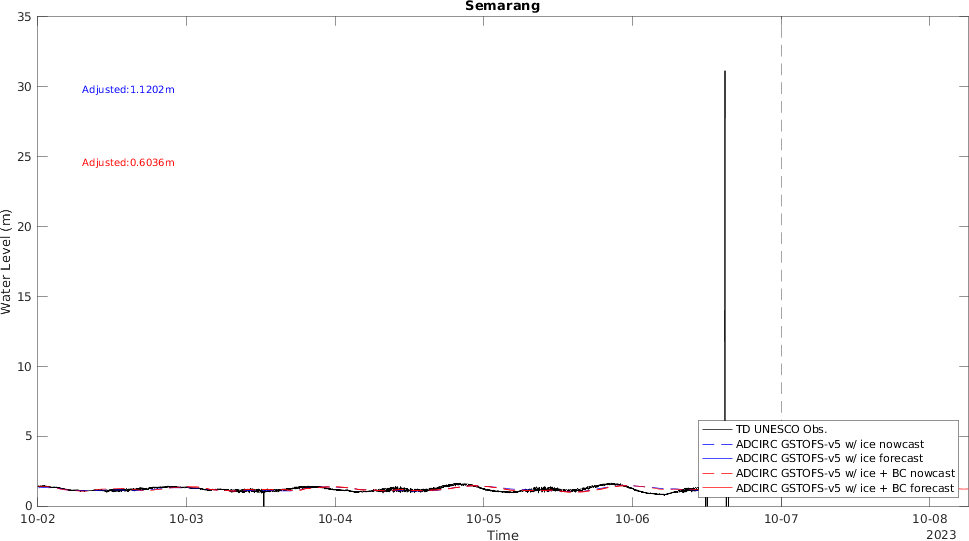 Semarang
35
30
25
20
15
10
5
0
Water Level (m)
Adjusted:1.1202m
Adjusted:0.6036m
TD UNESCO Obs.
ADCIRC GSTOFS-v5 w/ ice nowcast
ADCIRC GSTOFS-v5 w/ ice forecast
ADCIRC GSTOFS-v5 w/ ice + BC nowcast
ADCIRC GSTOFS-v5 w/ ice + BC forecast
10-02 10-03 10-04 10-05 10-06 10-07 10-08
Time
2023